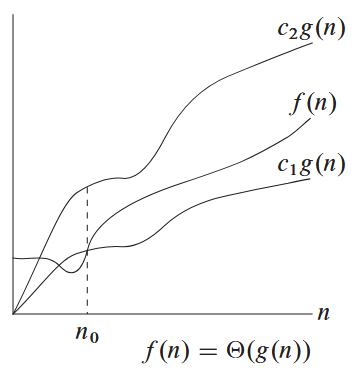 c₂g(n)
f(n)
c₁g(n)
n
n₀
f(n) = Θ(g(n))